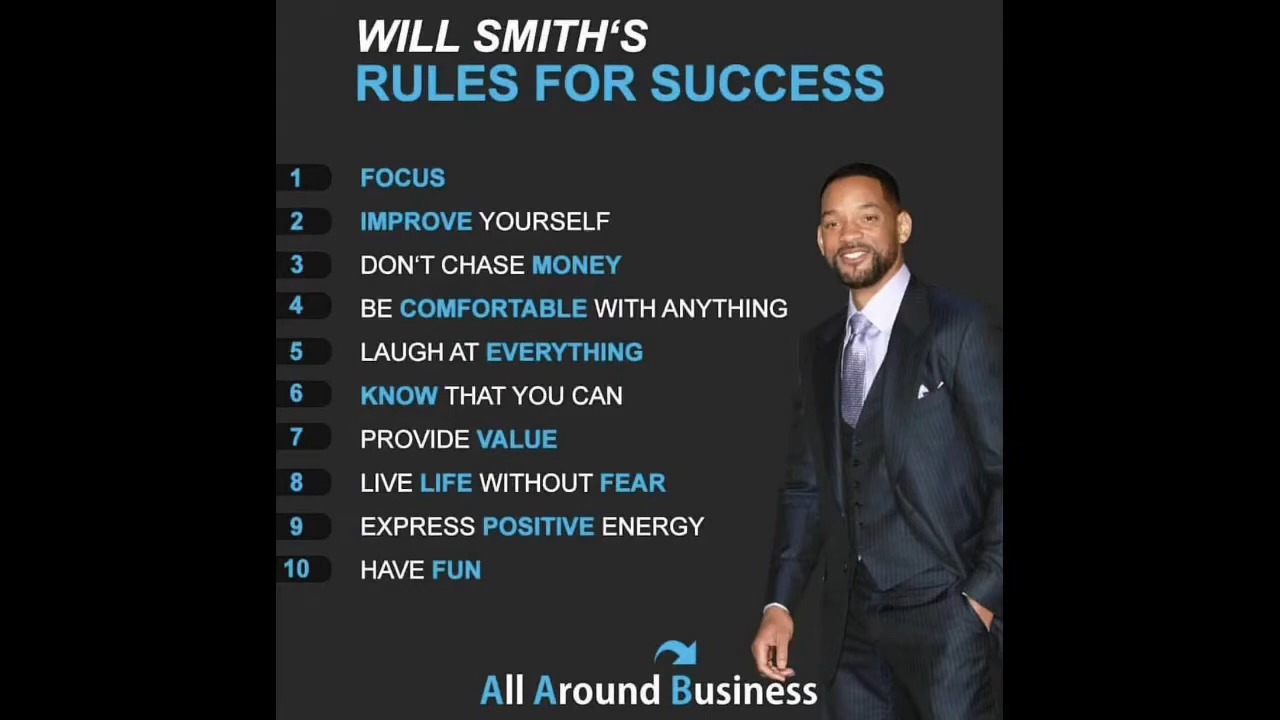 WILL SMITH‘S
RULES FOR SUCCESS
1 FOCUS
2 IMPROVE YOURSELF
3 DON‘T CHASE MONEY
4 BE COMFORTABLE WITH ANYTHING
5 LAUGH AT EVERYTHING
6 KNOW THAT YOU CAN
7 PROVIDE VALUE
8 LIVE LIFE WITHOUT FEAR
9 EXPRESS POSITIVE ENERGY
10 HAVE FUN
All Around Business